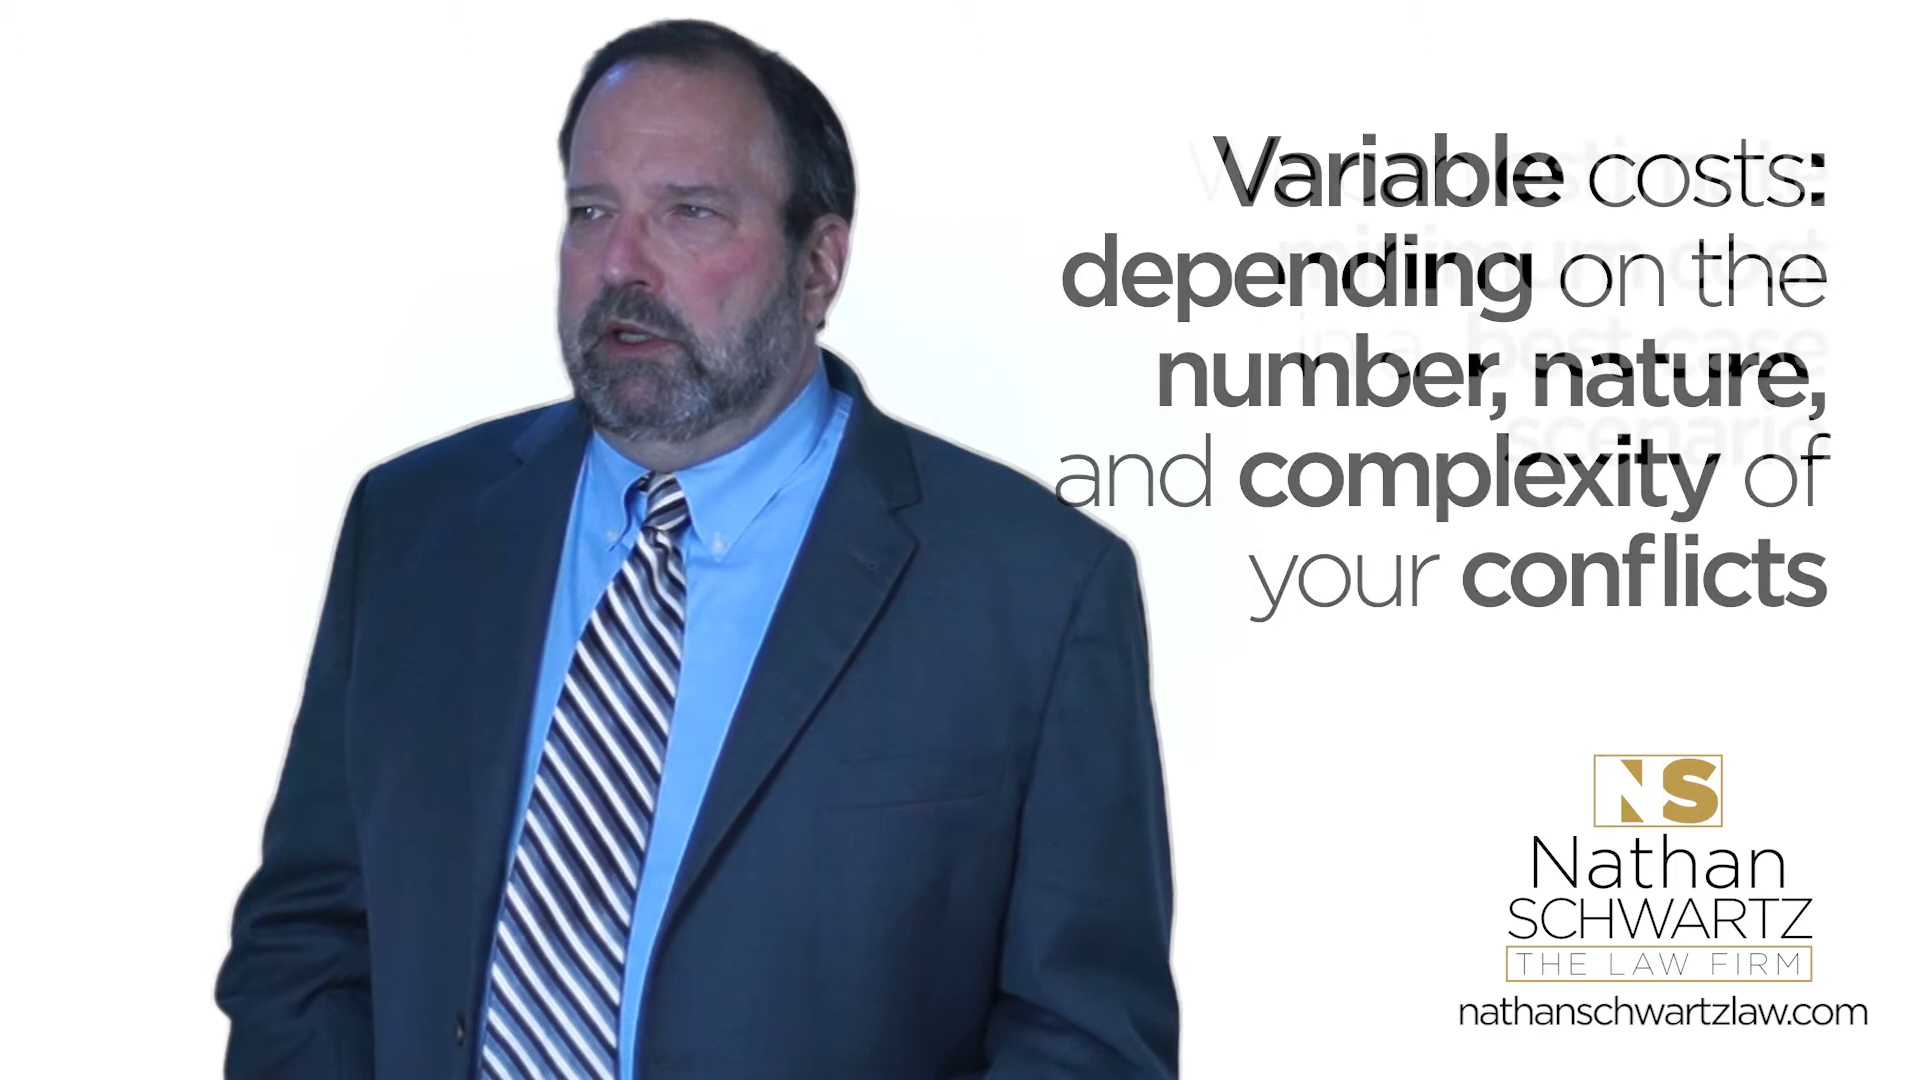 Variable costs:
depending on the
number, nature,
and complexity of
your conflicts
NS
Nathan
SCHWARTZ
THE LAW FIRM
nathanschwartzlaw.com